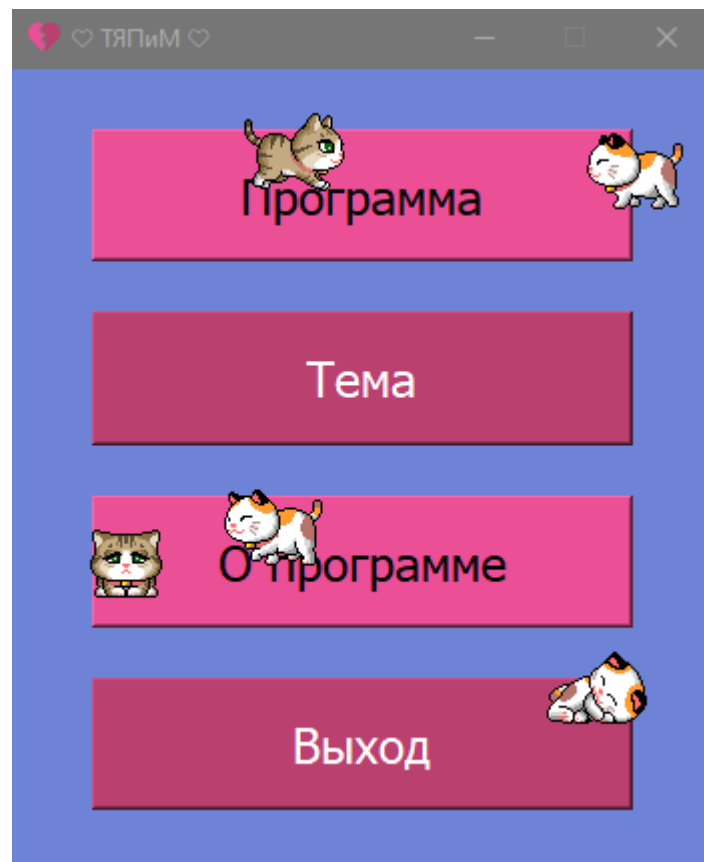 ♡ ТЯПиМ ♡
Программа
Тема
О программе
Выход